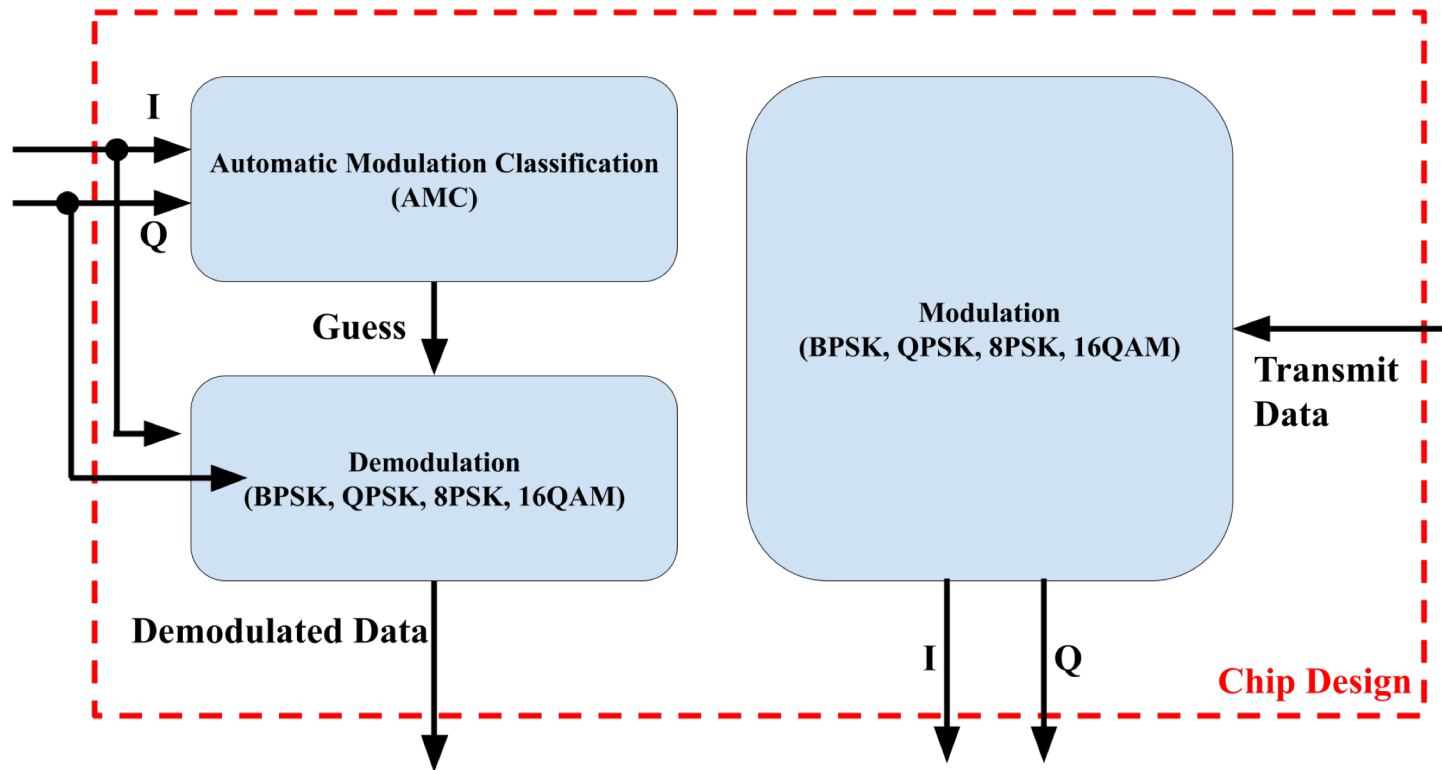 I
Automatic Modulation Classification
(AMC)
Q
Guess
Modulation
(BPSK, QPSK, 8PSK, 16QAM)
Transmit
Data
Demodulation
(BPSK, QPSK, 8PSK, 16QAM)
Demodulated Data
I
Q
Chip Design